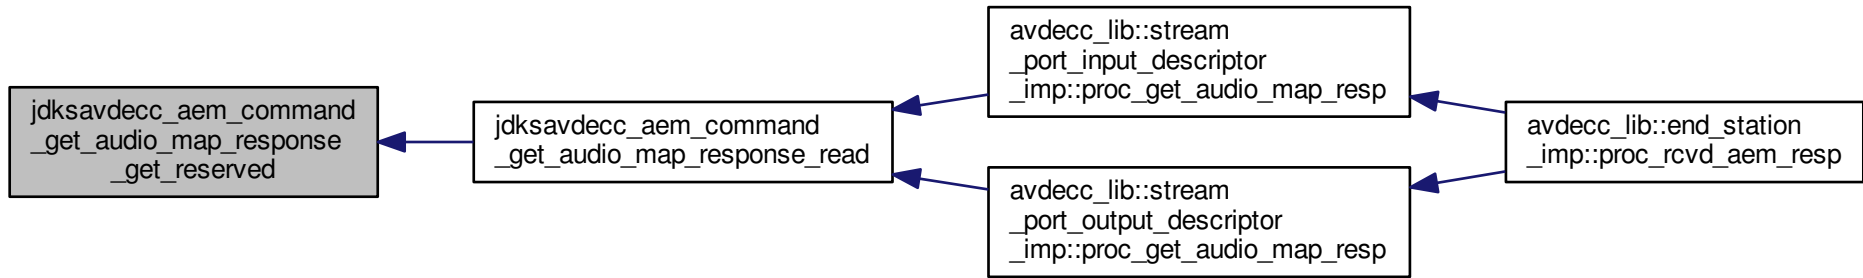 jdksavdecc_aem_command
_get_audio_map_response
_get_reserved
jdksavdecc_aem_command
_get_audio_map_response_read
avdecc_lib::stream
_port_input_descriptor
_imp::proc_get_audio_map_resp
avdecc_lib::stream
_port_output_descriptor
_imp::proc_get_audio_map_resp
avdecc_lib::end_station
_imp::proc_rcvd_aem_resp